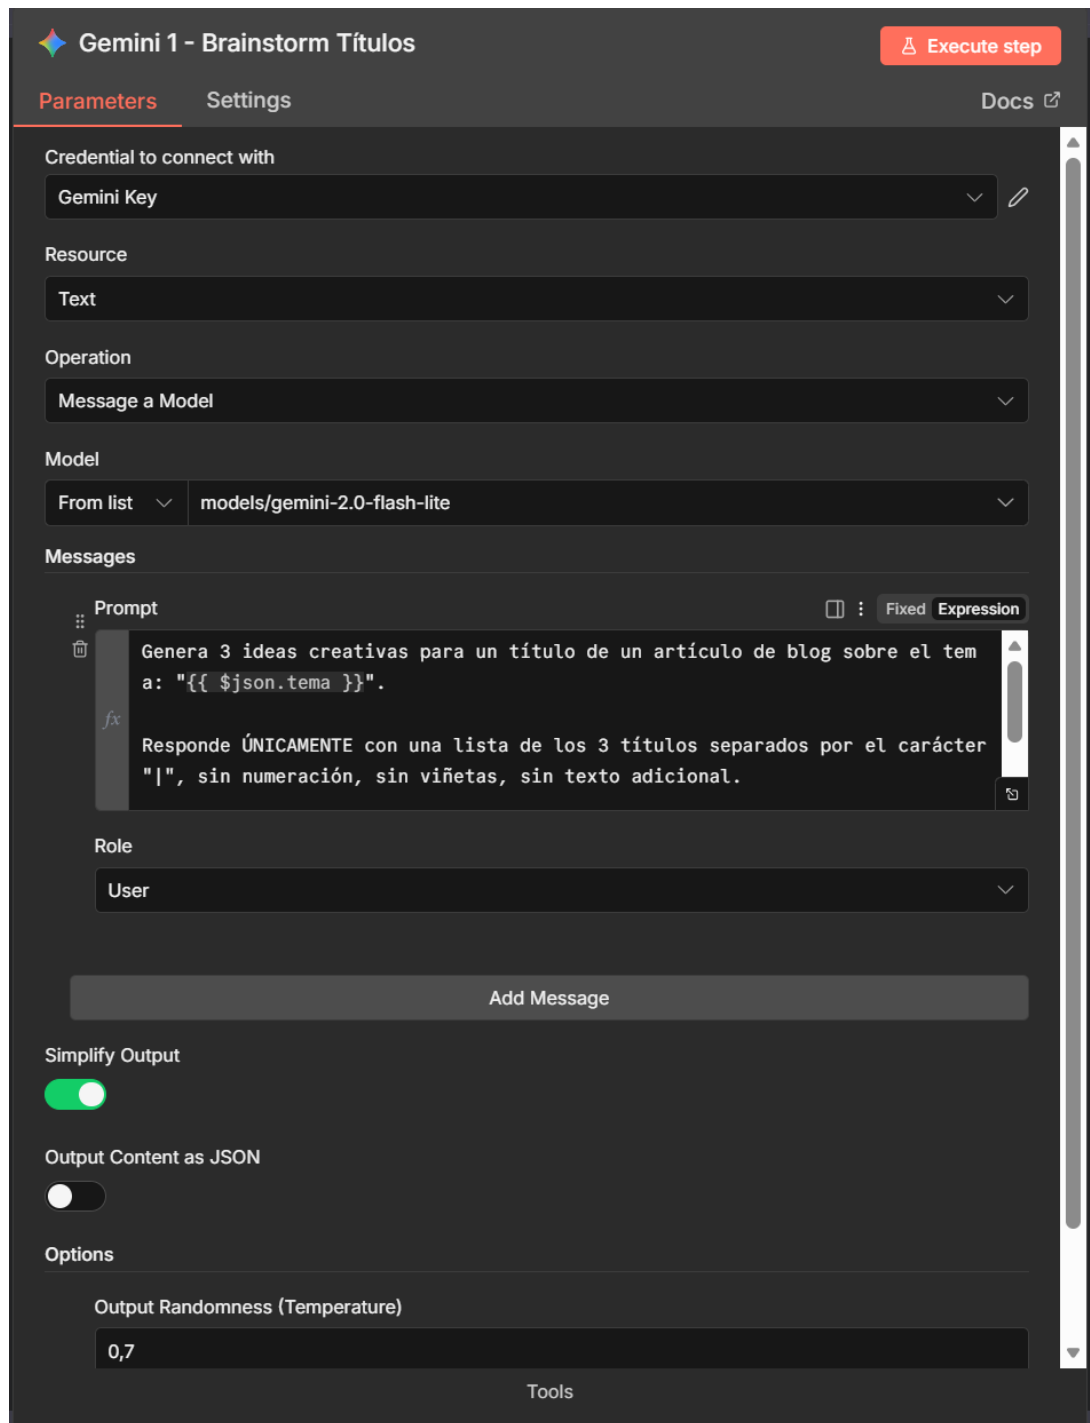 Gemini 1 - Brainstorm Títulos
Execute step
Parameters
Settings
Docs
Credential to connect with
Gemini Key
Resource
Text
Operation
Message a Model
Model
From list
models/gemini-2.0-flash-lite
Messages
Prompt
Fixed
Expression
fx
Genera 3 ideas creativas para un título de un artículo de blog sobre el tem
a: "{{ $json.tema }}".
Responde ÚNICAMENTE con una lista de los 3 títulos separados por el carácter
"|", sin numeración, sin viñetas, sin texto adicional.
Role
User
Add Message
Simplify Output
Output Content as JSON
Options
Output Randomness (Temperature)
0,7
Tools